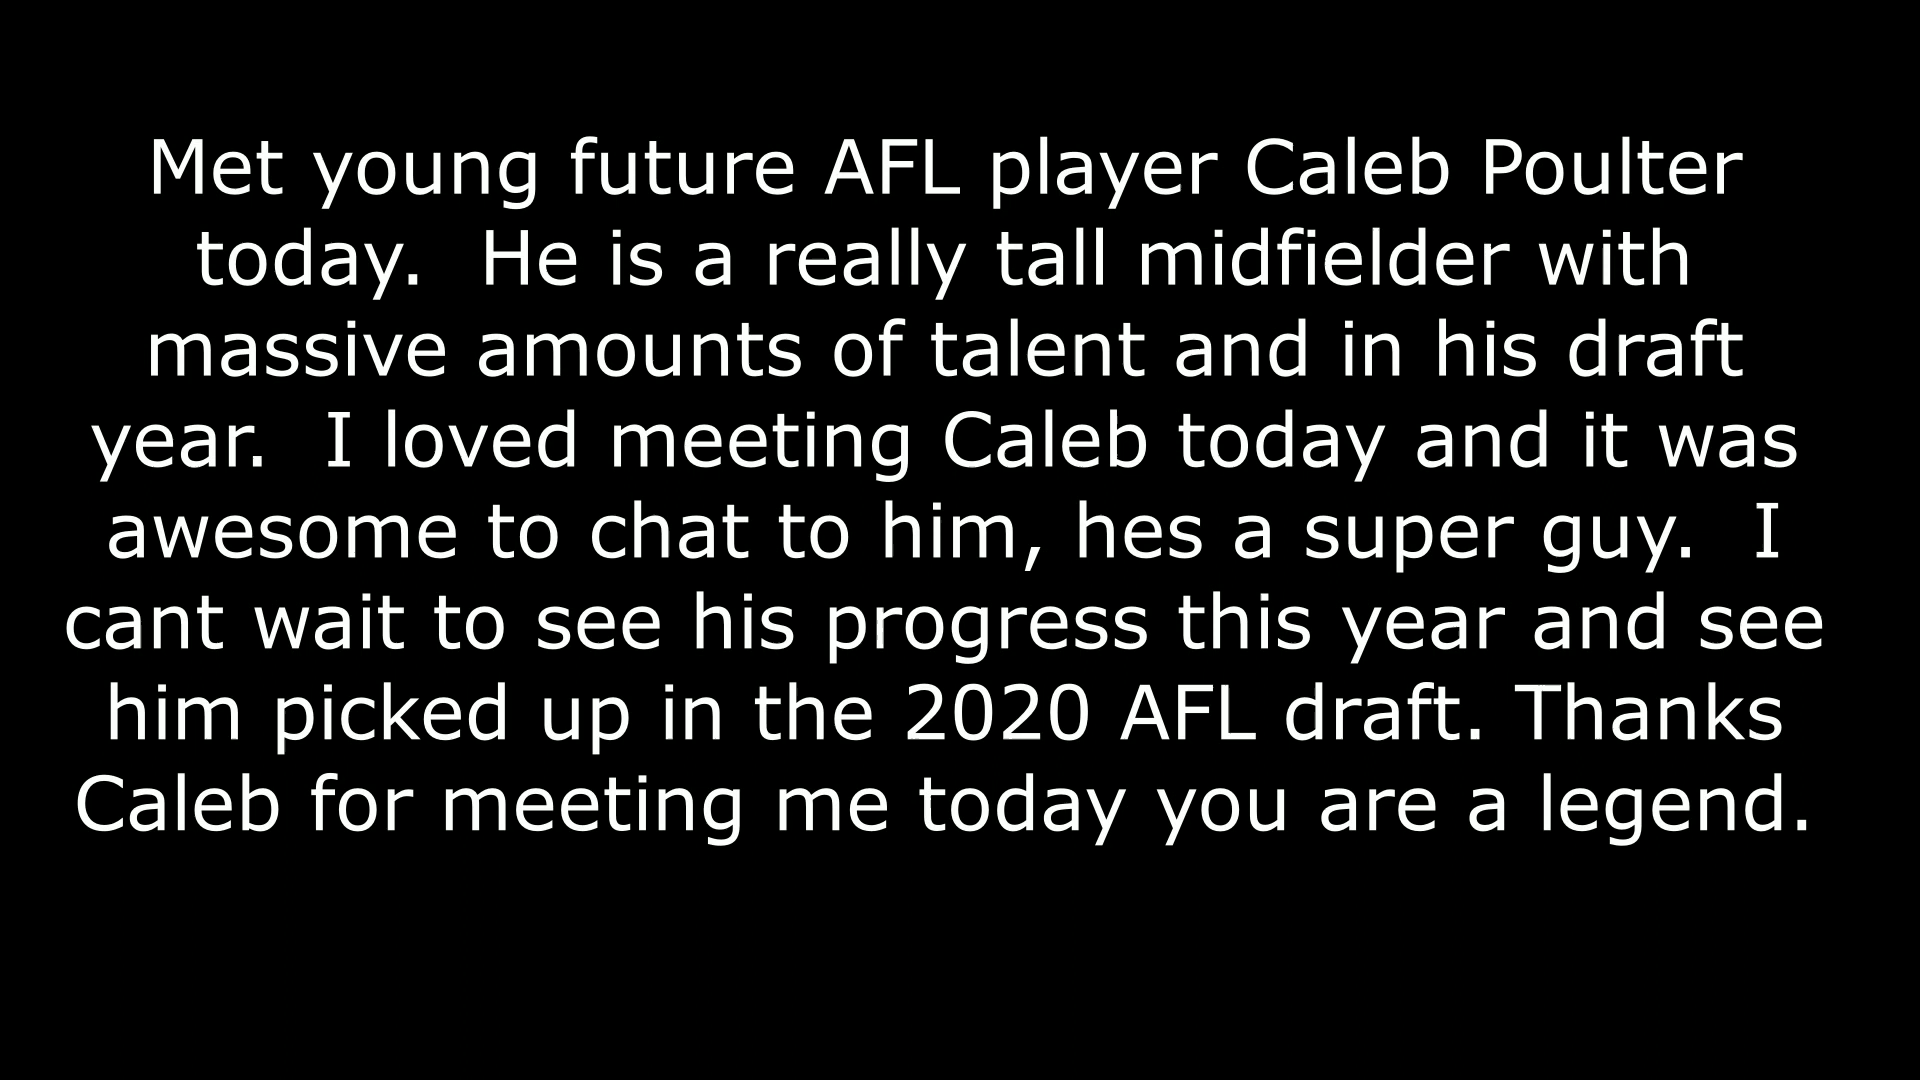 Met young future AFL player Caleb Poulter
today.  He is a really tall midfielder with
massive amounts of talent and in his draft
year.  I loved meeting Caleb today and it was
awesome to chat to him, hes a super guy.  I
cant wait to see his progress this year and see
him picked up in the 2020 AFL draft. Thanks
Caleb for meeting me today you are a legend.